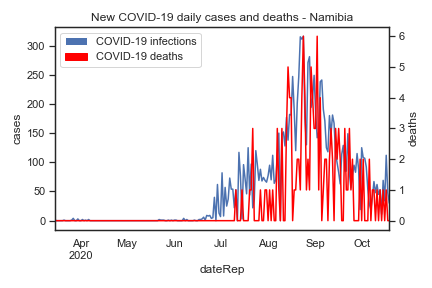 New COVID-19 daily cases and deaths - Namibia
COVID-19 infections
COVID-19 deaths
cases
300
250
200
150
100
50
0
deaths
6
5
4
3
2
1
0
Apr May Jun Jul Aug Sep Oct
2020
dateRep